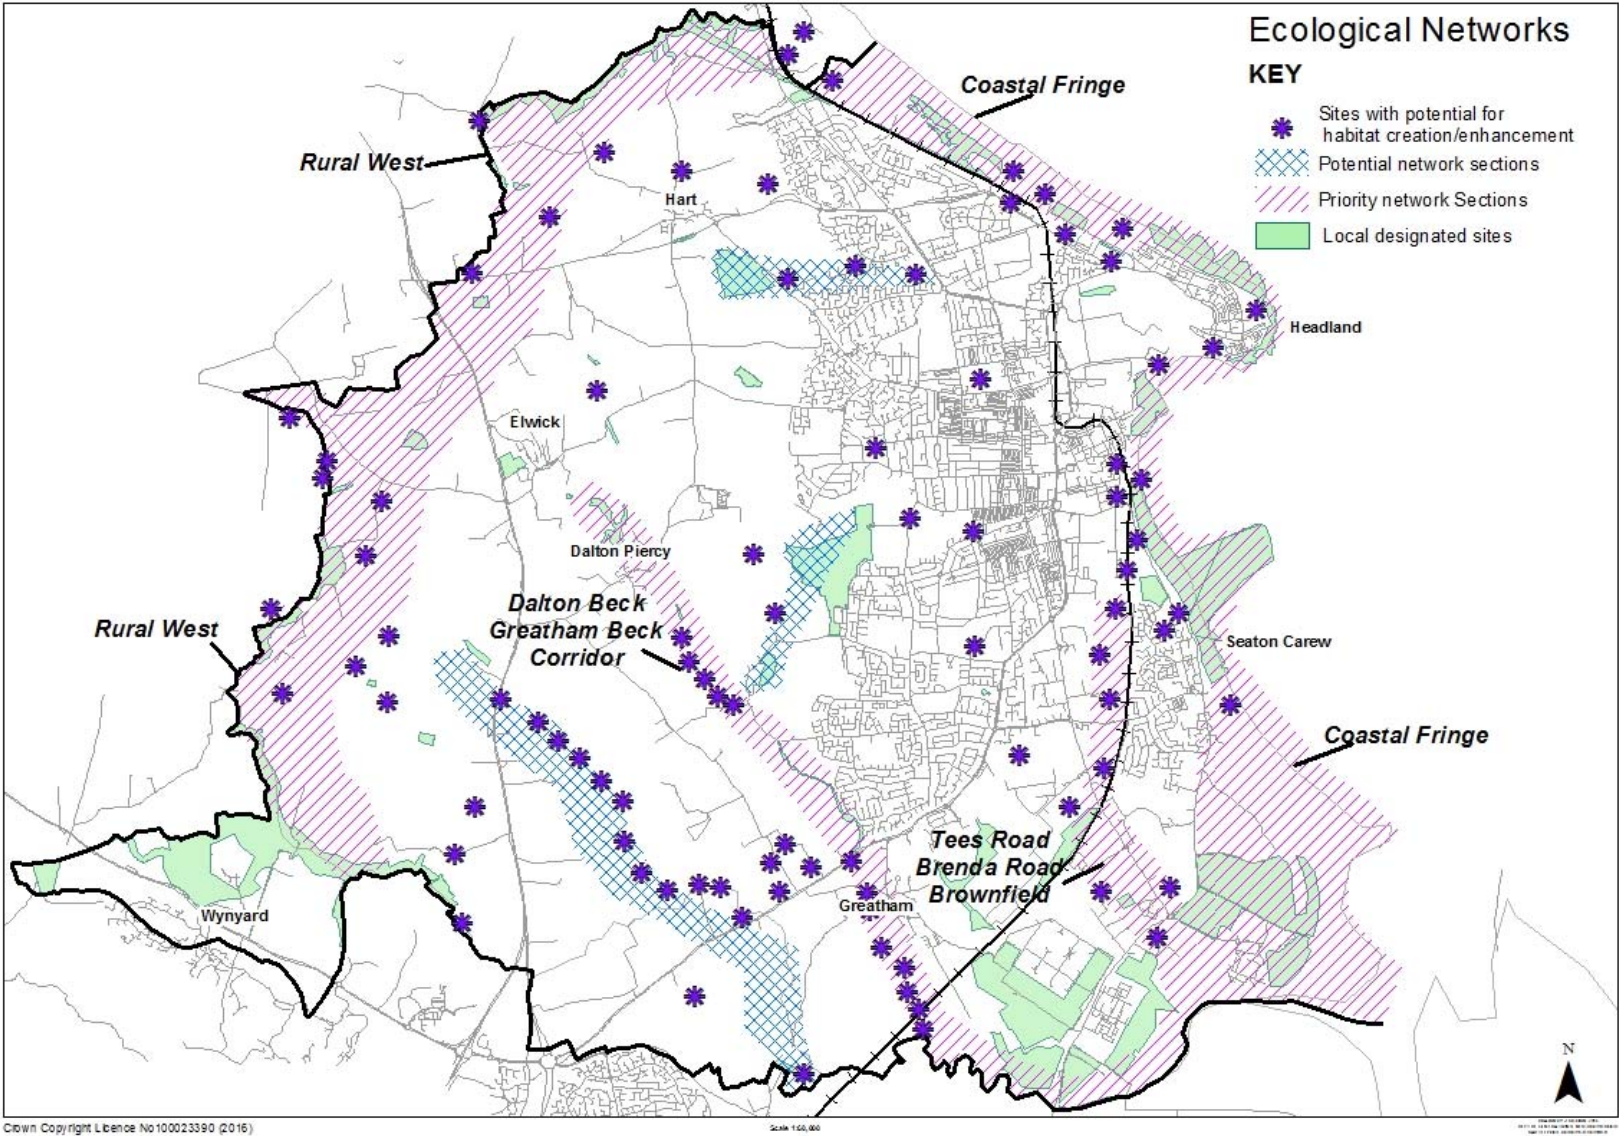 Ecological Networks
KEY
Sites with potential for
habitat creation/enhancement
Potential network sections
Priority network Sections
Local designated sites
Coastal Fringe
Rural West
Hart
Headland
Elwick
Dalton Piercy
Dalton Beck
Greatham Beck
Corridor
Rural West
Seaton Carew
Coastal Fringe
Tees Road
Brenda Road
Brownfield
Greatham
Wynyard
N
Crown Copyright Licence No100023390 (2016)